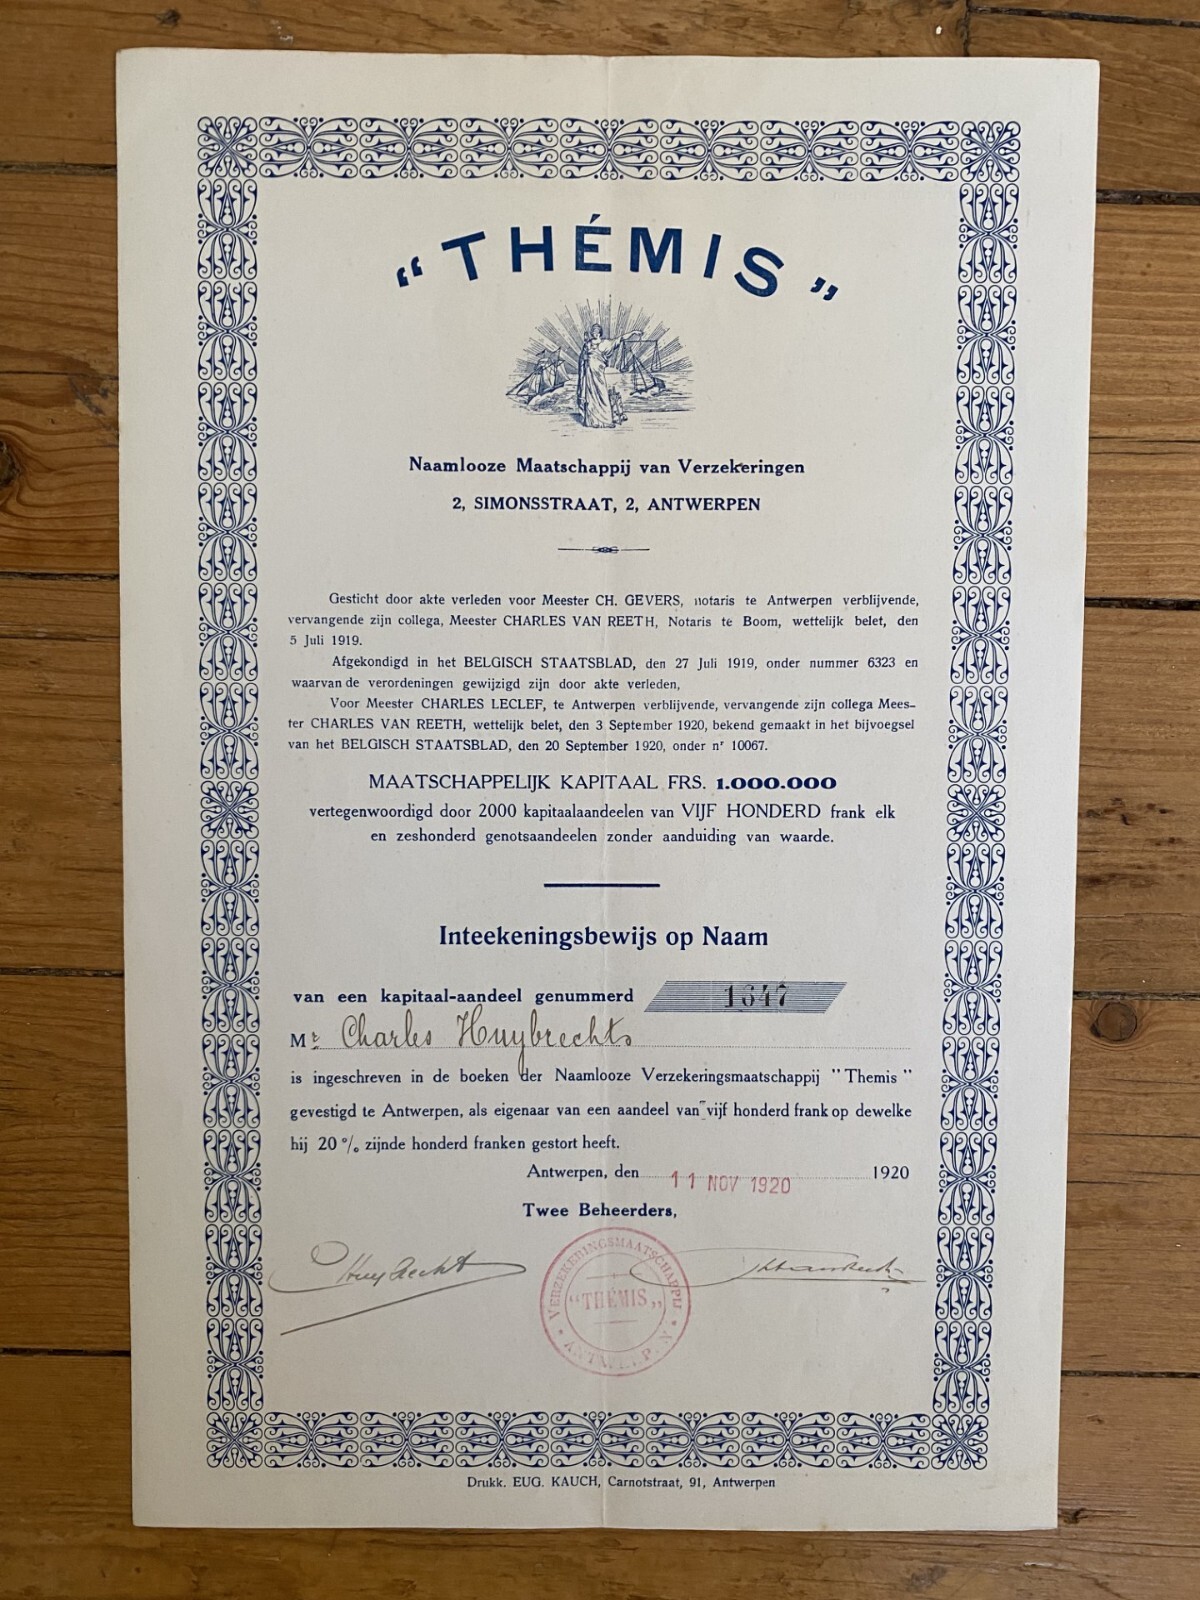 "THÉMIS"
Naamlooze Maatschappij van Verzekeringen
2, SIMONSSTRAAT, 2, ANTWERPEN
Gesticht door akte verleden voor Meester CH. GEVERS, notaris te Antwerpen verblijvende,
vervangende zijn collega, Meester CHARLES VAN REETH, Notaris te Boom, wettelijk belet, den
5 Juli 1919.
Afgekondigd in het BELGISCH STAATSBLAD, den 27 Juli 1919, onder nummer 6323 en
waarvan de verordeningen gewijzigd zijn door akte verleden,
Voor Meester CHARLES LECLEF, te Antwerpen verblijvende, vervangende zijn collega Mees-
ter CHARLES VAN REETH, wettelijk belet, den 3 September 1920, bekend gemaakt in het bijvoegsel
van het BELGISCH STAATSBLAD, den 20 September 1920, onder nr 10067.
MAATSCHAPPELIJK KAPITAAL FRS. 1.000.000
vertegenwoordigd door 2000 kapitaalaandeelen van VIJF HONDERD frank elk
en zeshonderd genotsaandeelen zonder aanduiding van waarde.
Inteekeningsbewijs op Naam
van een kapitaal-aandeel genummerd 1647
Mr Charles Huybrechts
is ingeschreven in de boeken der Naamlooze Verzekeringsmaatschappij "Themis"
gevestigd te Antwerpen, als eigenaar van een aandeel van vijf honderd frank op dewelke
hij 20 % zijnde honderd franken gestort heeft.
Antwerpen, den 11 NOV 1920 1920
Twee Beheerders,
VERZEKERINGSMAATSCHAPPIJ
"THÉMIS"
ANTWERPEN
Drukk. EUG. KAUCH, Carnotstraat, 91, Antwerpen